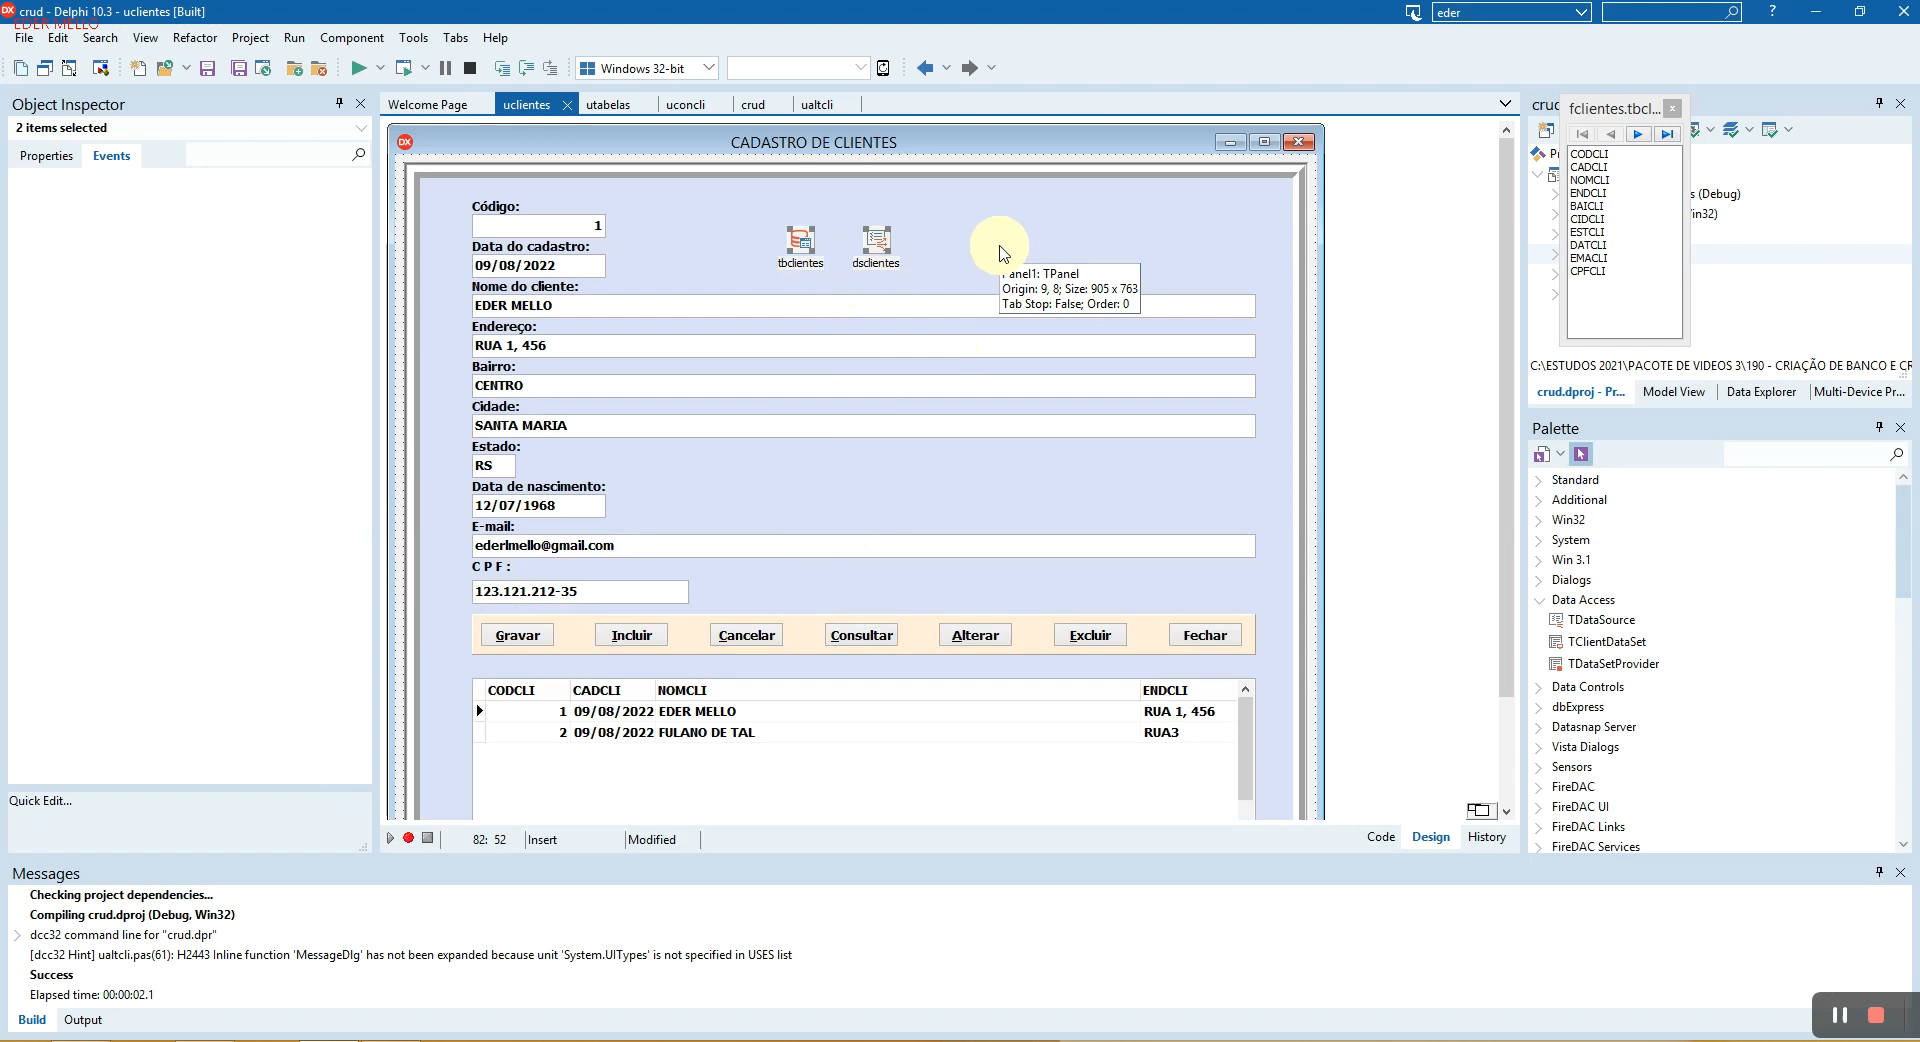 crud - Delphi 10.3 - uclientes [Built]
eder
EDER MELLO
File Edit Search View Refactor Project Run Component Tools Tabs Help
Windows 32-bit
Object Inspector
2 items selected
Properties Events
Quick Edit...
Welcome Page uclientes utabelas uconcli crud ualtcli
CADASTRO DE CLIENTES
Código:
1
Data do cadastro:
09/08/2022
Nome do cliente:
EDER MELLO
Endereço:
RUA 1, 456
Bairro:
CENTRO
Cidade:
SANTA MARIA
Estado:
RS
Data de nascimento:
12/07/1968
E-mail:
ederlmello@gmail.com
C P F :
123.121.212-35
tbclientes dsclientes
Panel1: TPanel
Origin: 9, 8; Size: 905 x 763
Tab Stop: False; Order: 0
Gravar Incluir Cancelar Consultar Alterar Excluir Fechar
CODCLI CADCLI NOMCLI ENDCLI
1 09/08/2022 EDER MELLO RUA 1, 456
2 09/08/2022 FULANO DE TAL RUA3
82: 52 Insert Modified
Code Design History
fclientes.tbcl...
CODCLI
CADCLI
NOMCLI
ENDCLI
BAICLI
CIDCLI
ESTCLI
DATCLI
EMACLI
CPFCLI
s (Debug)
in32)
C:\ESTUDOS 2021\PACOTE DE VIDEOS 3\190 - CRIAÇÃO DE BANCO E CR
crud.dproj - Pr... Model View Data Explorer Multi-Device Pr...
Palette
Standard
Additional
Win32
System
Win 3.1
Dialogs
Data Access
TDataSource
TClientDataSet
TDataSetProvider
Data Controls
dbExpress
Datasnap Server
Vista Dialogs
Sensors
FireDAC
FireDAC UI
FireDAC Links
FireDAC Services
Messages
Checking project dependencies...
Compiling crud.dproj (Debug, Win32)
dcc32 command line for "crud.dpr"
[dcc32 Hint] ualtcli.pas(61): H2443 Inline function 'MessageDlg' has not been expanded because unit 'System.UITypes' is not specified in USES list
Success
Elapsed time: 00:00:02.1
Build Output